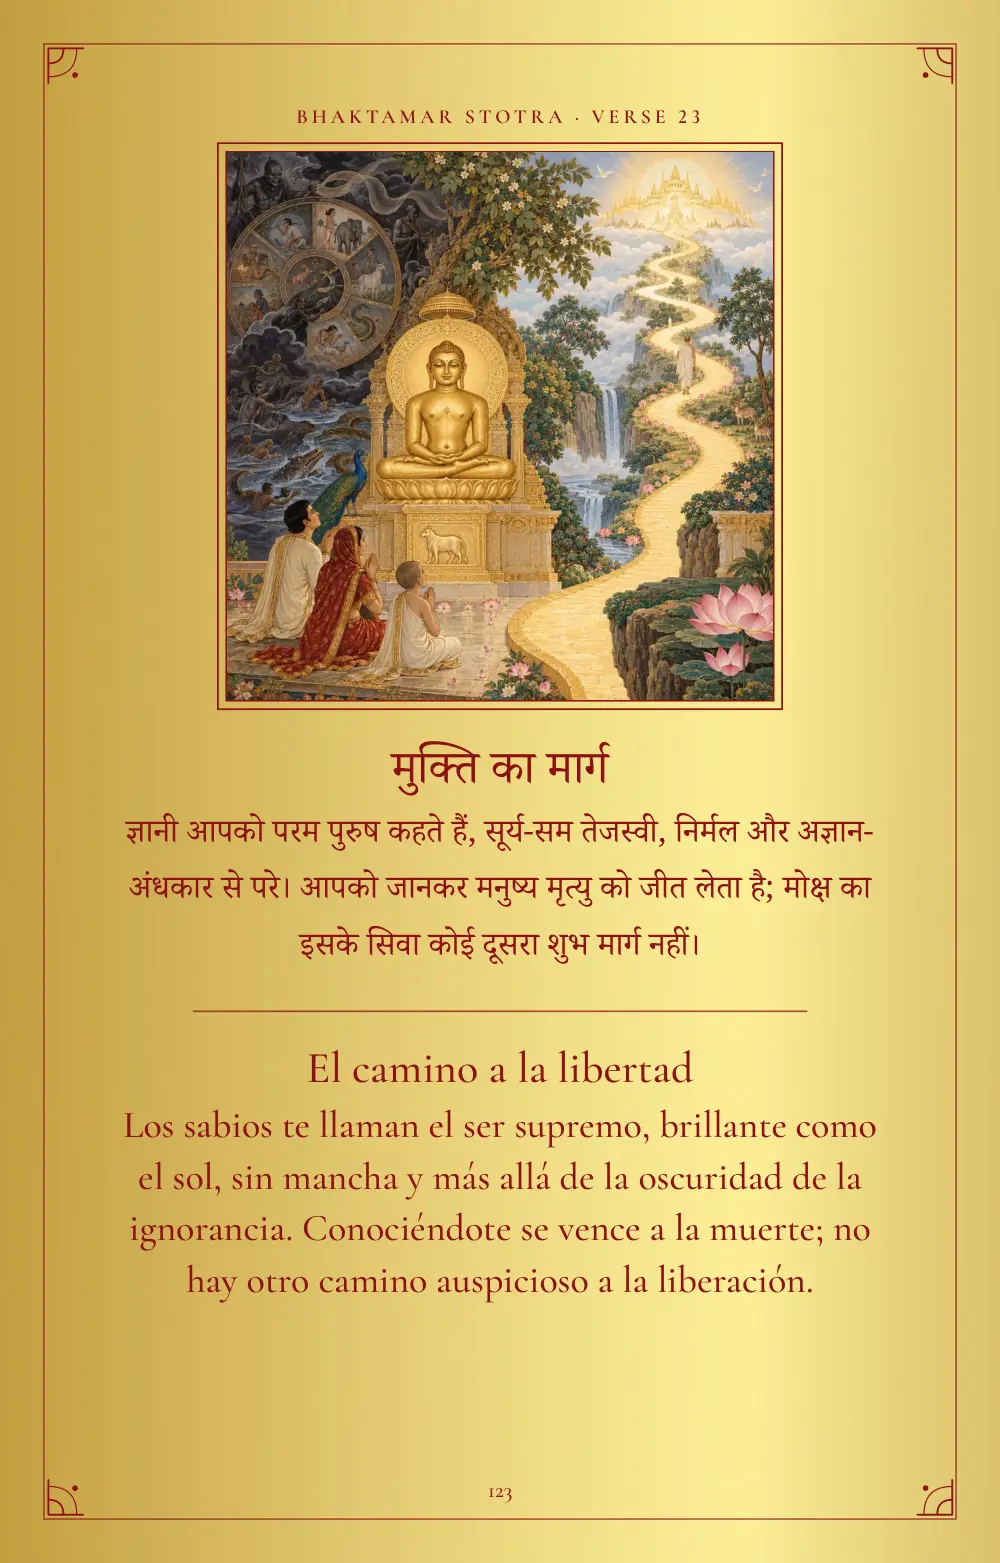 BHAKTAMAR STOTRA · VERSE 23
मुक्ति का मार्ग
ज्ञानी आपको परम पुरुष कहते हैं, सूर्य-सम तेजस्वी, निर्मल और अज्ञान-
अंधकार से परे। आपको जानकर मनुष्य मृत्यु को जीत लेता है; मोक्ष का
इसके सिवा कोई दूसरा शुभ मार्ग नहीं।
El camino a la libertad
Los sabios te llaman el ser supremo, brillante como
el sol, sin mancha y más allá de la oscuridad de la
ignorancia. Conociéndote se vence a la muerte; no
hay otro camino auspicioso a la liberación.
123